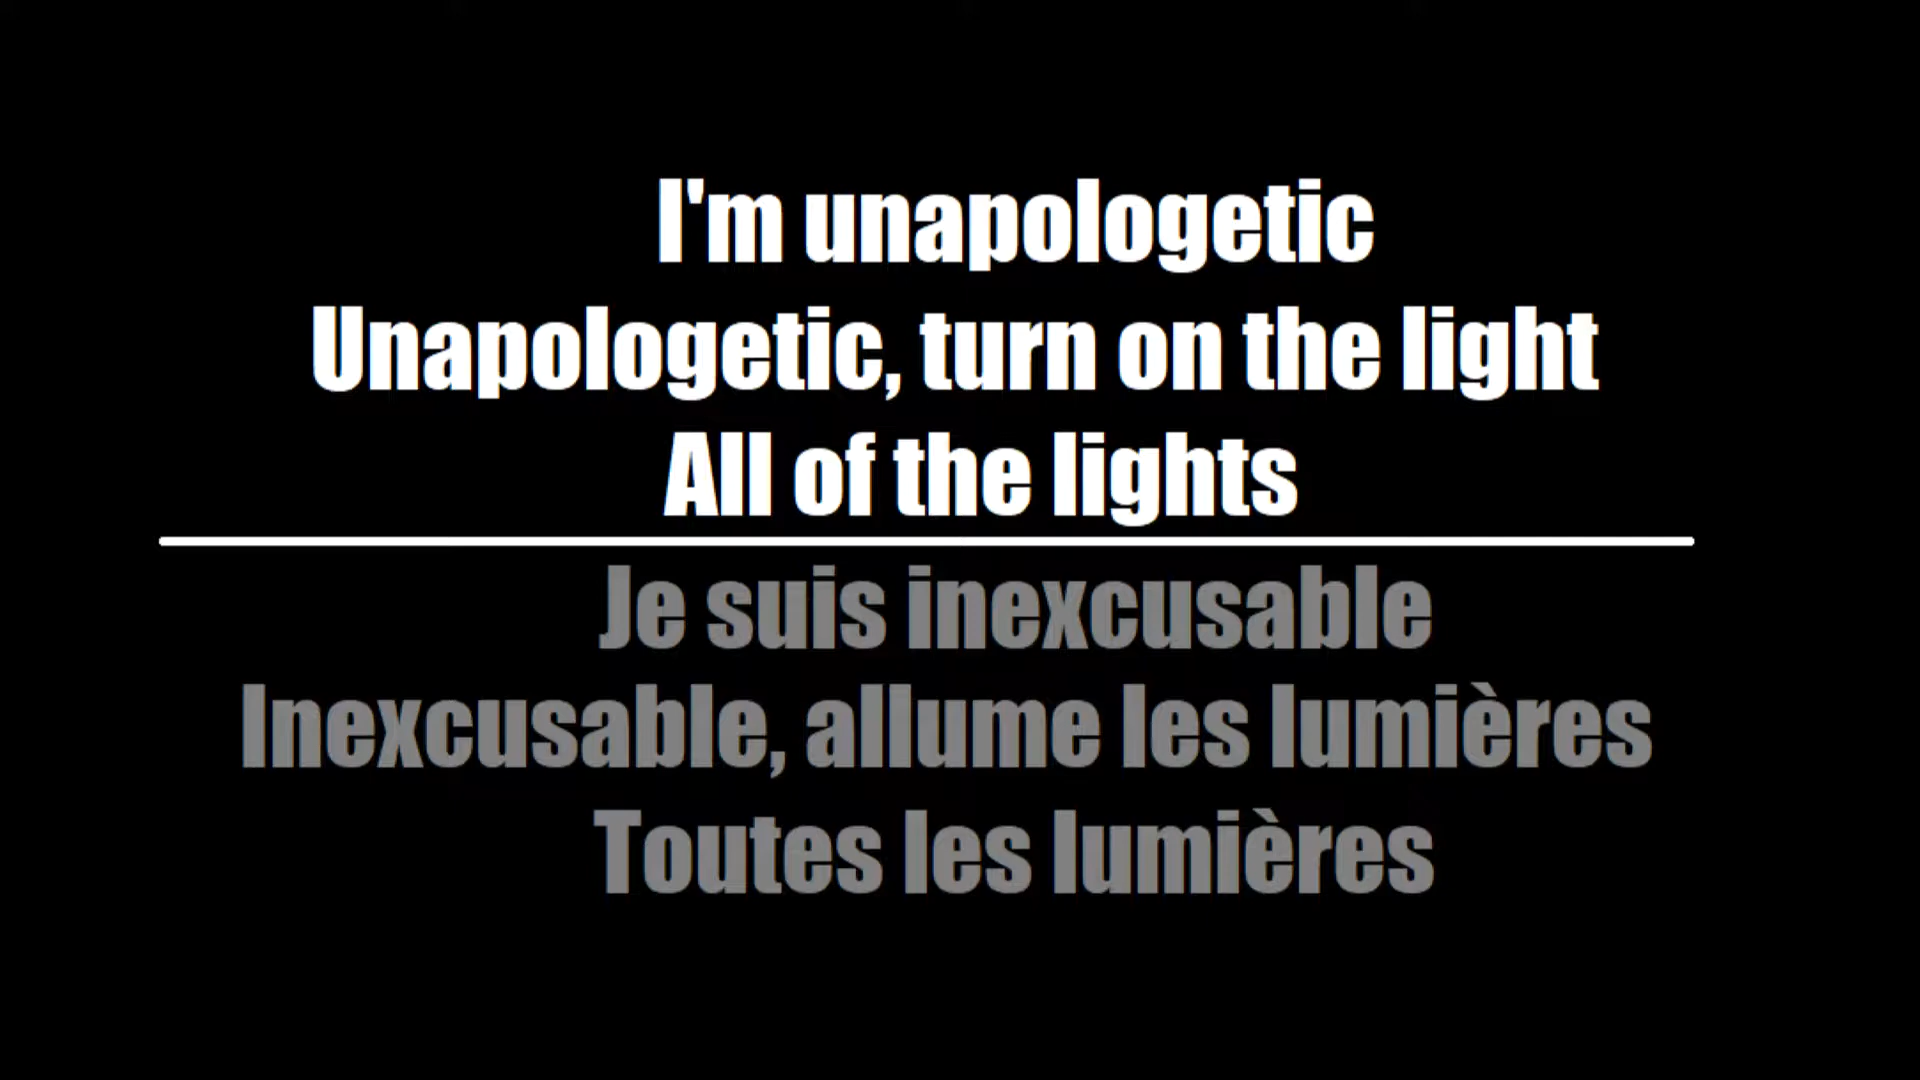 I'm unapologetic
Unapologetic, turn on the light
All of the lights
Je suis inexcusable
Inexcusable, allume les lumières
Toutes les lumières